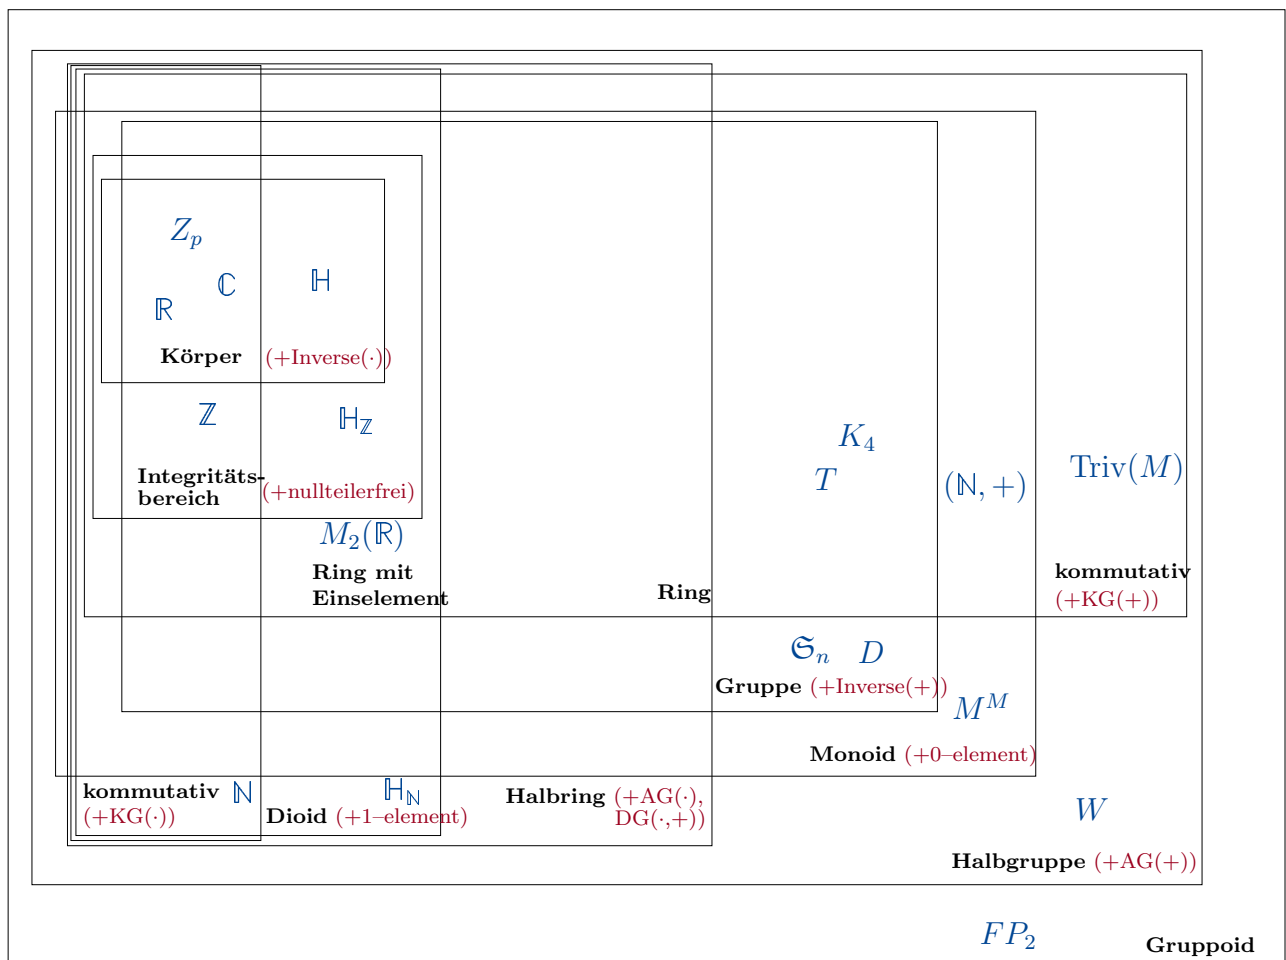 Z_p
ℂ ℍ
ℝ
Körper (+Inverse(·))
ℤ ℍ_ℤ
K_4
Integritäts-
bereich (+nullteilerfrei)
T (ℕ, +) Triv(M)
M_2(ℝ)
Ring mit
Einselement
Ring
kommutativ
(+KG(+))
𝔖_n D
Gruppe (+Inverse(+))
M^M
Monoid (+0–element)
kommutativ ℕ
(+KG(·))
ℍ_ℕ
Dioid (+1–element)
Halbring (+AG(·),
DG(·,+))
W
Halbgruppe (+AG(+))
FP_2
Gruppoid